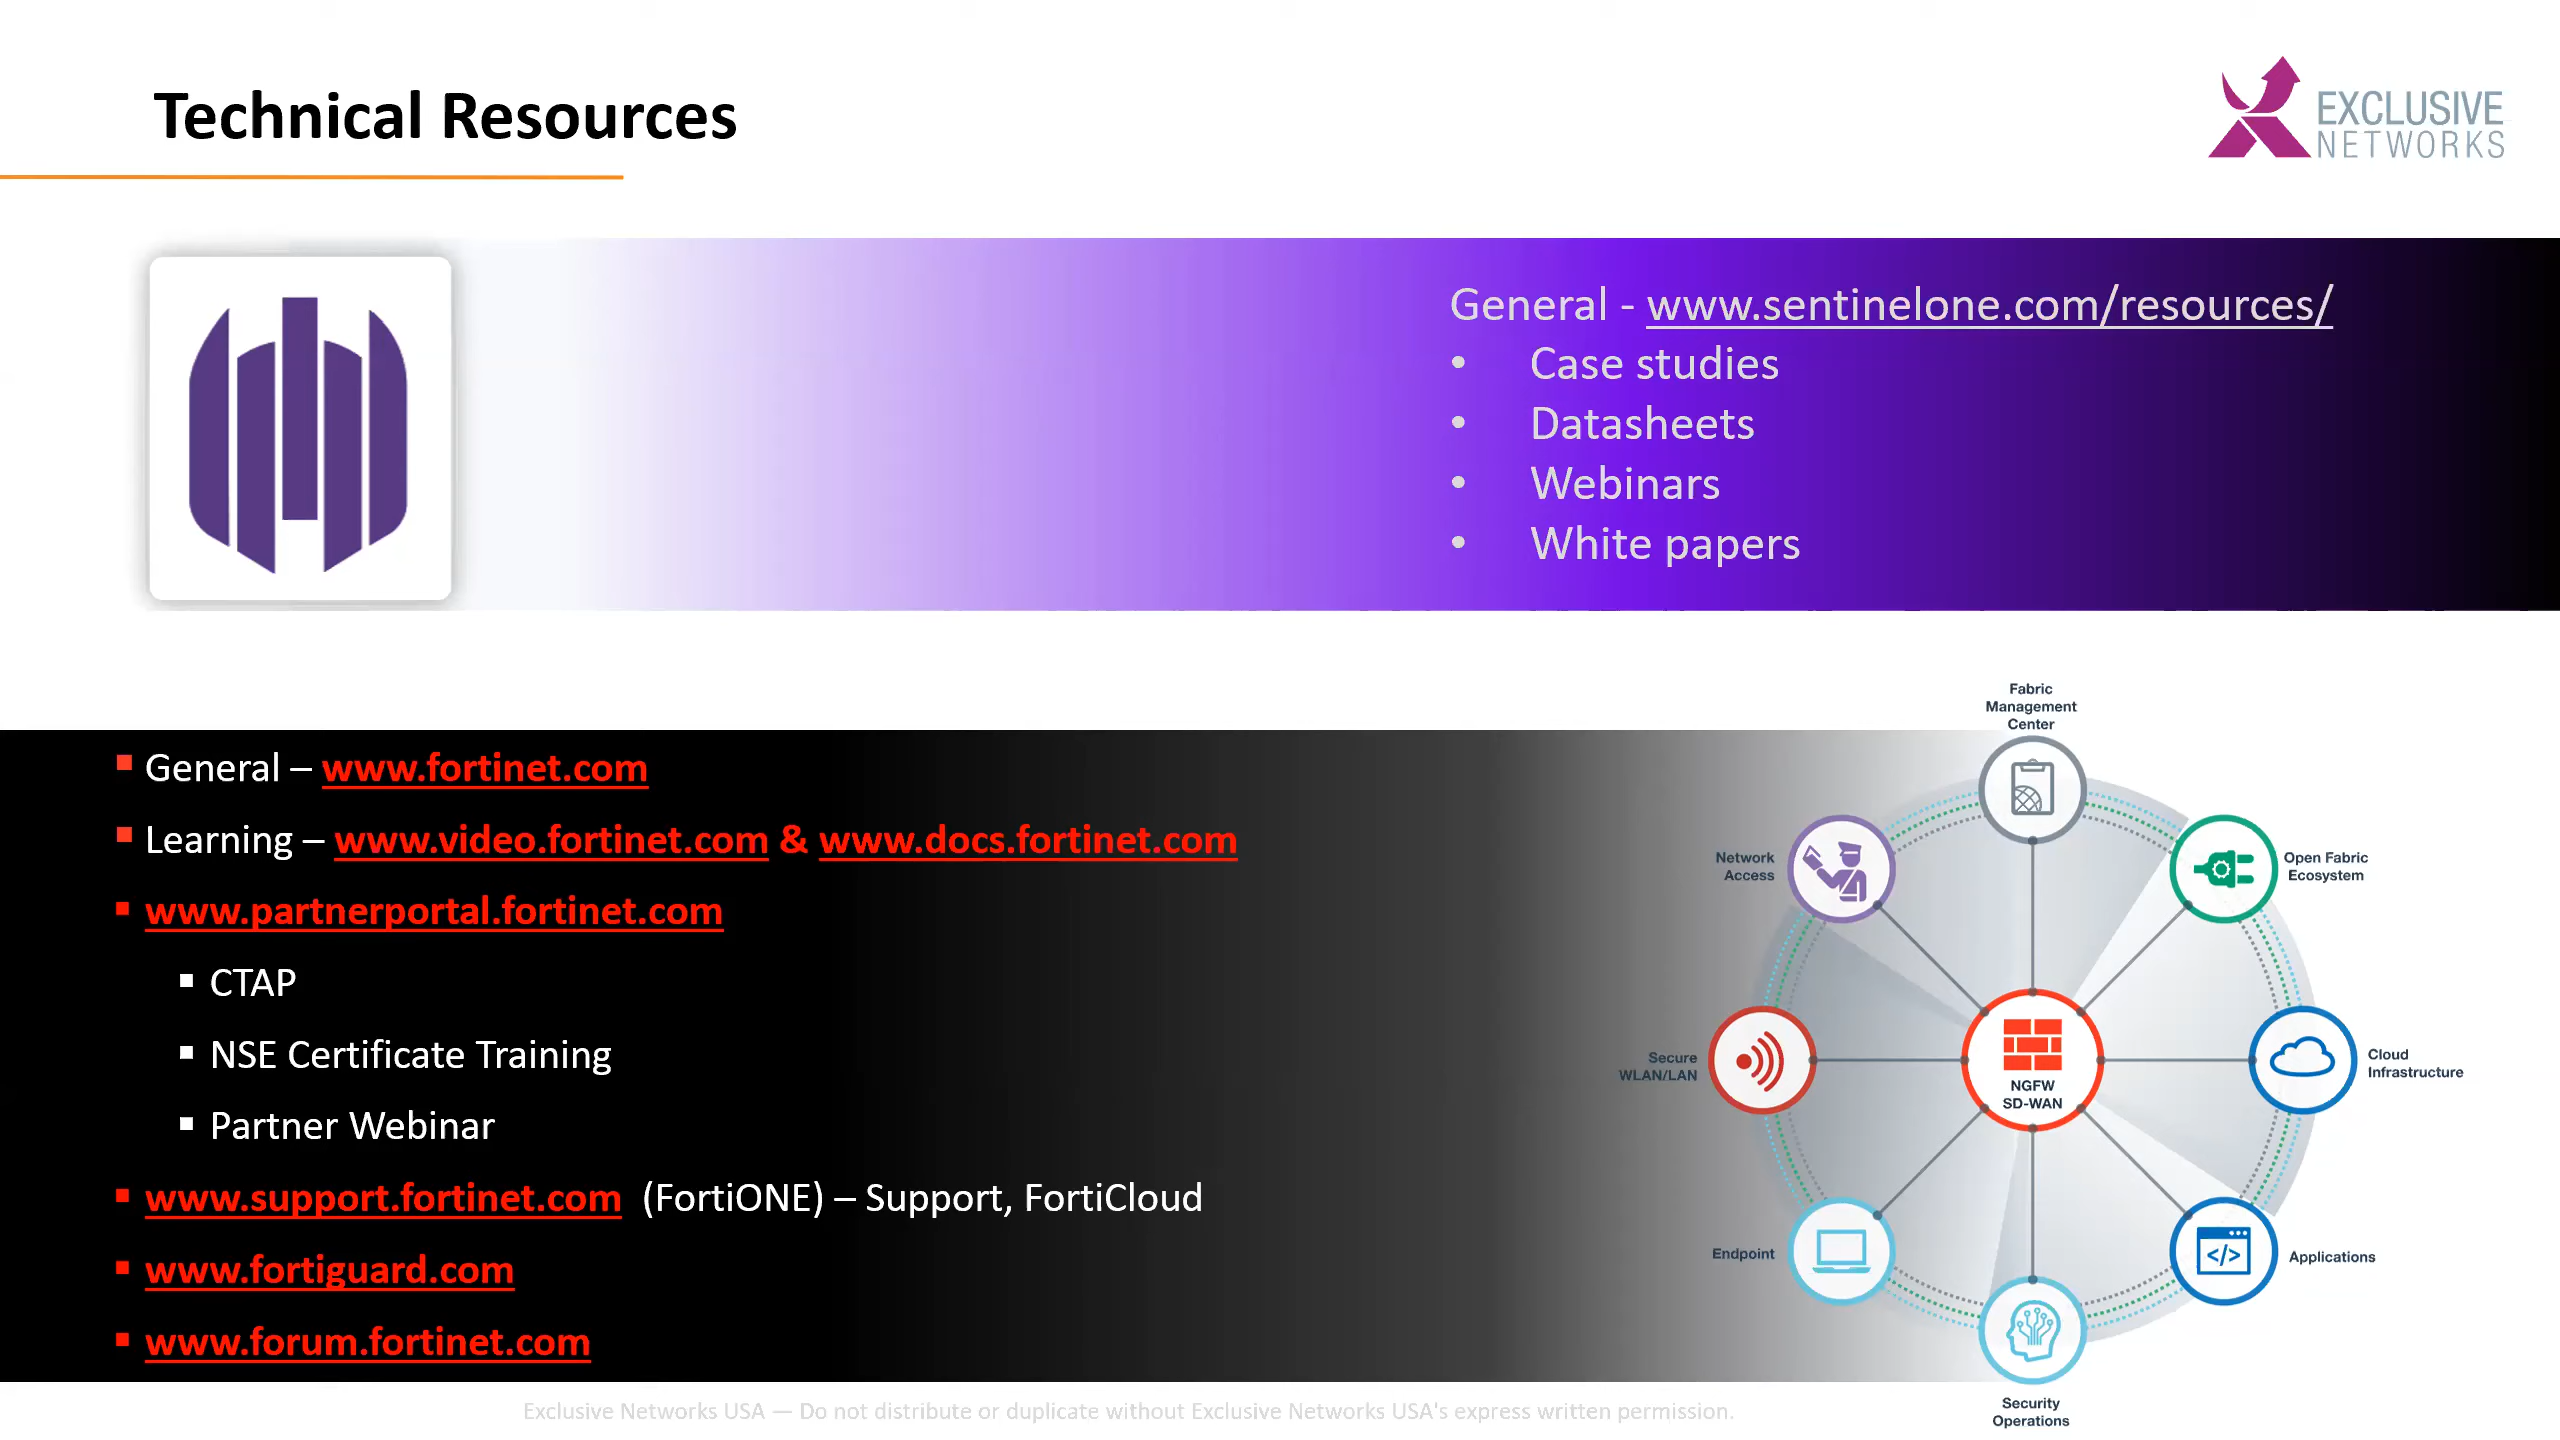 Technical Resources
EXCLUSIVE
NETWORKS
General - www.sentinelone.com/resources/
• Case studies
• Datasheets
• Webinars
• White papers
▪ General – www.fortinet.com
▪ Learning – www.video.fortinet.com & www.docs.fortinet.com
▪ www.partnerportal.fortinet.com
▪ CTAP
▪ NSE Certificate Training
▪ Partner Webinar
▪ www.support.fortinet.com (FortiONE) – Support, FortiCloud
▪ www.fortiguard.com
▪ www.forum.fortinet.com
Fabric
Management
Center
Network
Access
Open Fabric
Ecosystem
Secure
WLAN/LAN
NGFW
SD-WAN
Cloud
Infrastructure
Endpoint
</>
Applications
Security
Operations
Exclusive Networks USA — Do not distribute or duplicate without Exclusive Networks USA's express written permission.